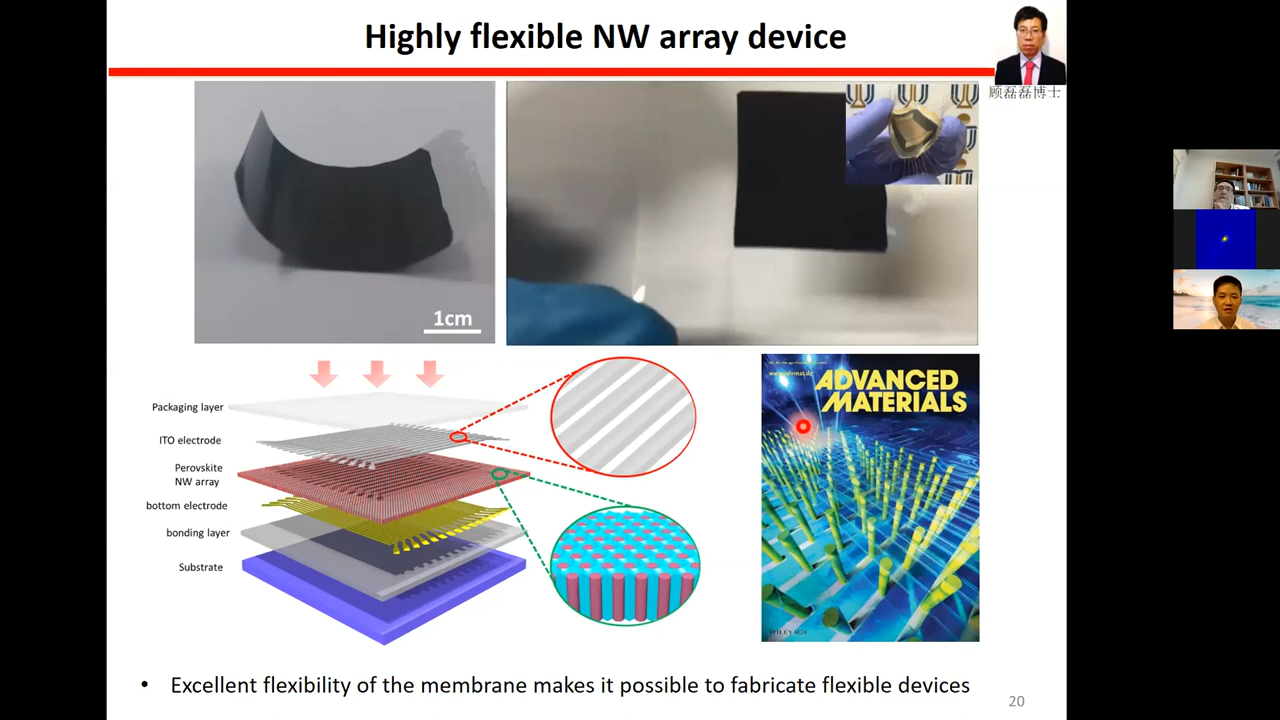 Highly flexible NW array device
顾磊磊博士
1cm
Packaging layer
ITO electrode
Perovskite
NW array
bottom electrode
bonding layer
Substrate
ADVANCED
MATERIALS
• Excellent flexibility of the membrane makes it possible to fabricate flexible devices
20